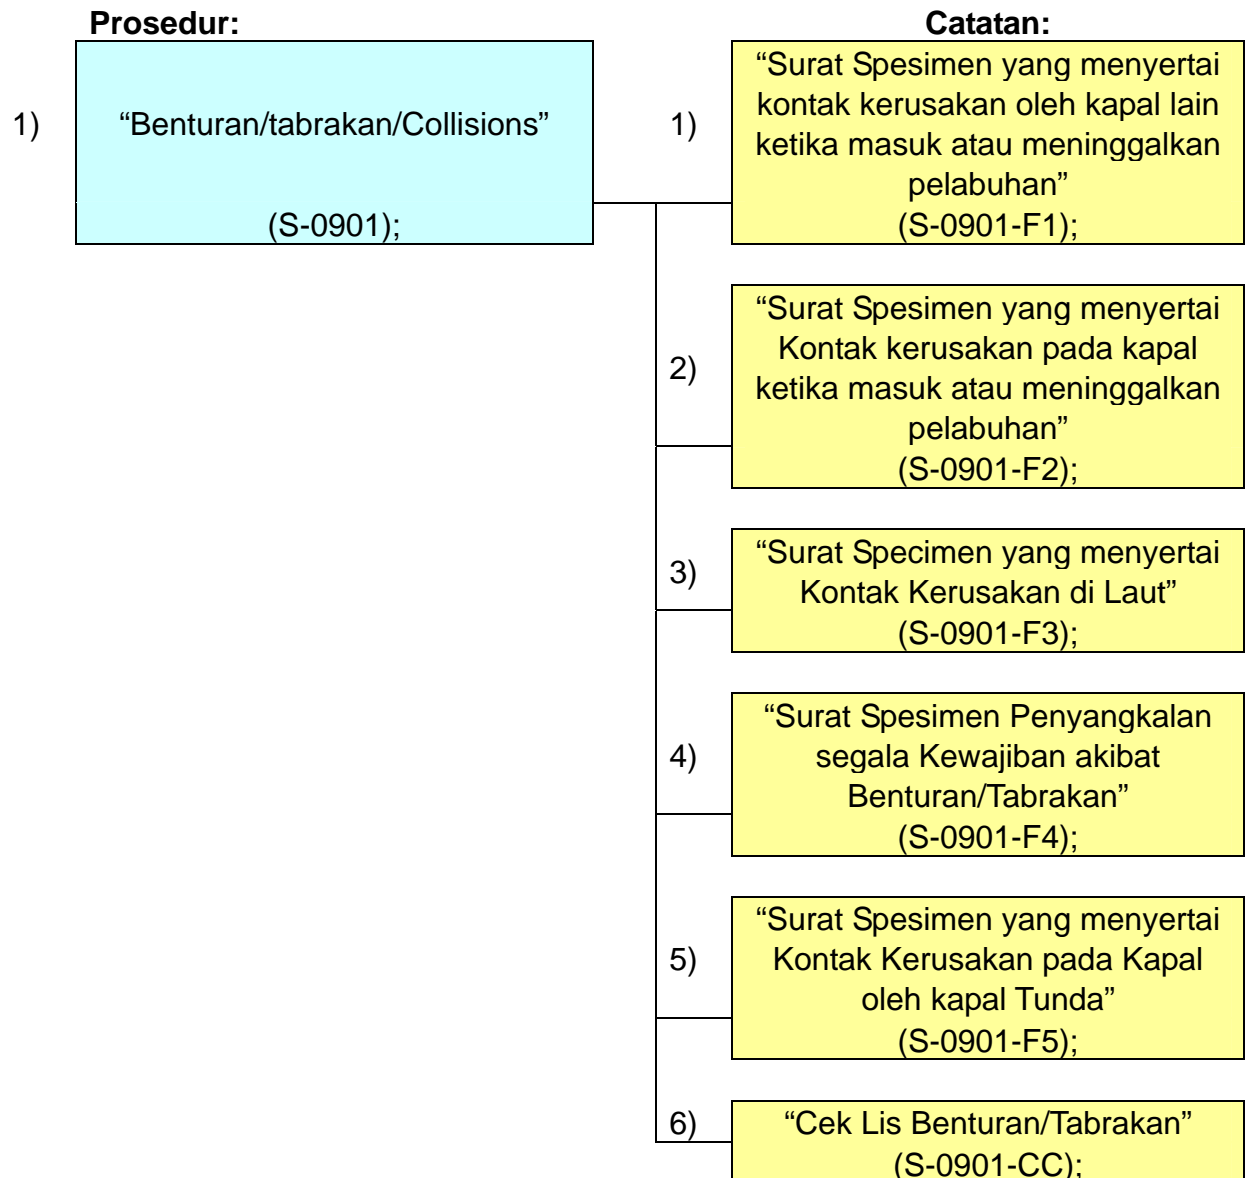 Prosedur:
Catatan:
1)
“Benturan/tabrakan/Collisions”
(S-0901);
1)
“Surat Spesimen yang menyertai
kontak kerusakan oleh kapal lain
ketika masuk atau meninggalkan
pelabuhan”
(S-0901-F1);
2)
“Surat Spesimen yang menyertai
Kontak kerusakan pada kapal
ketika masuk atau meninggalkan
pelabuhan”
(S-0901-F2);
3)
“Surat Specimen yang menyertai
Kontak Kerusakan di Laut”
(S-0901-F3);
4)
“Surat Spesimen Penyangkalan
segala Kewajiban akibat
Benturan/Tabrakan”
(S-0901-F4);
5)
“Surat Spesimen yang menyertai
Kontak Kerusakan pada Kapal
oleh kapal Tunda”
(S-0901-F5);
6)
“Cek Lis Benturan/Tabrakan”
(S-0901-CC);